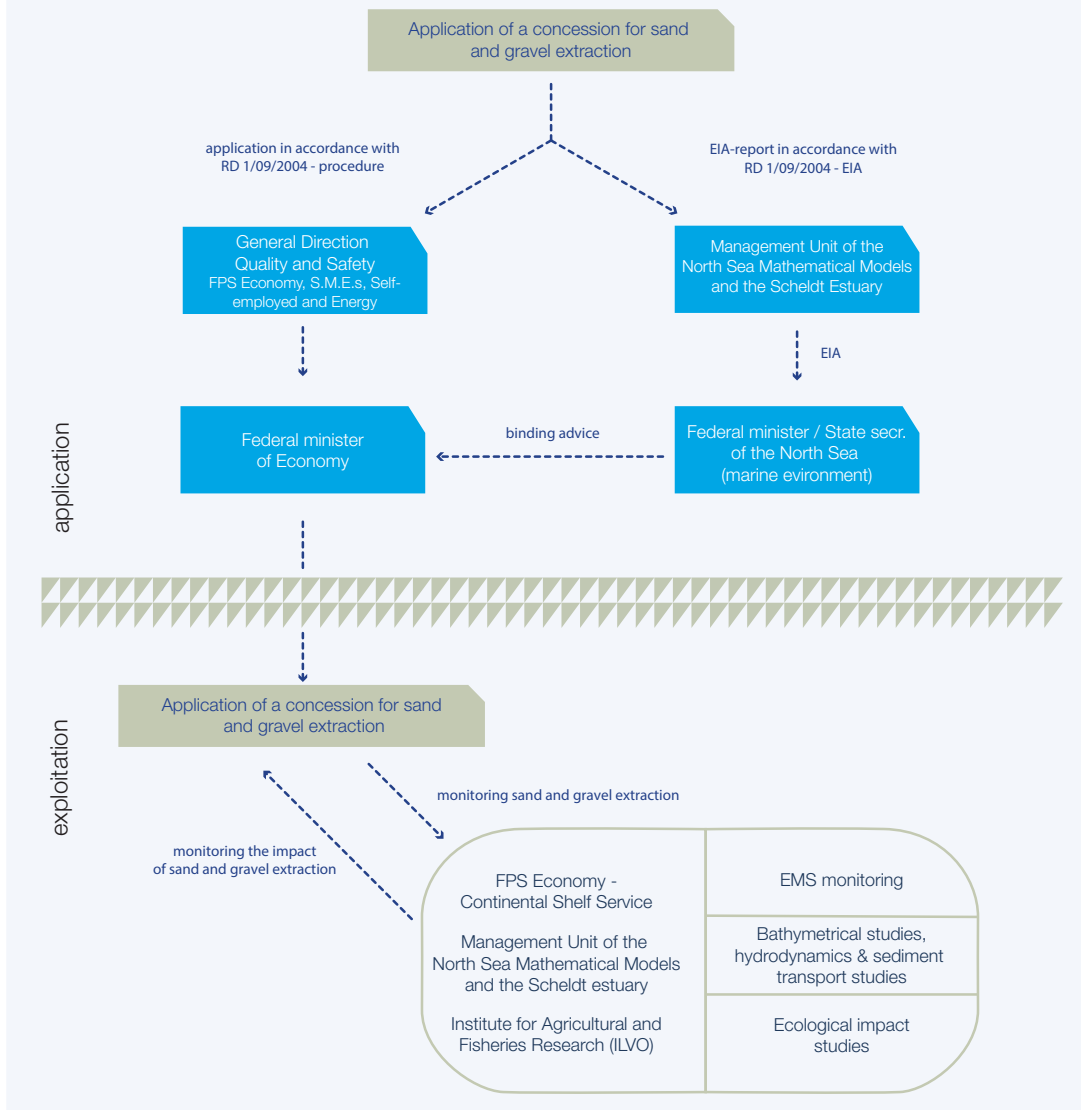 Application of a concession for sand
and gravel extraction
application in accordance with
RD 1/09/2004 - procedure
EIA-report in accordance with
RD 1/09/2004 - EIA
General Direction
Quality and Safety
FPS Economy, S.M.E.s, Self-
employed and Energy
Management Unit of the
North Sea Mathematical Models
and the Scheldt Estuary
EIA
application
Federal minister
of Economy
binding advice
Federal minister / State secr.
of the North Sea
(marine evironment)
exploitation
Application of a concession for sand
and gravel extraction
monitoring sand and gravel extraction
monitoring the impact
of sand and gravel extraction
FPS Economy -
Continental Shelf Service
Management Unit of the
North Sea Mathematical Models
and the Scheldt estuary
Institute for Agricultural and
Fisheries Research (ILVO)
EMS monitoring
Bathymetrical studies,
hydrodynamics & sediment
transport studies
Ecological impact
studies